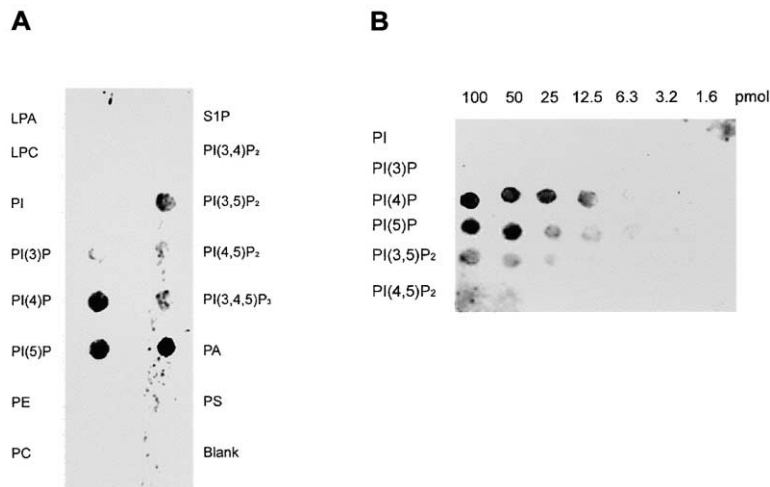 A
LPA
LPC
PI
PI(3)P
PI(4)P
PI(5)P
PE
PC
S1P
PI(3,4)P₂
PI(3,5)P₂
PI(4,5)P₂
PI(3,4,5)P₃
PA
PS
Blank
B
100 50 25 12.5 6.3 3.2 1.6 pmol
PI
PI(3)P
PI(4)P
PI(5)P
PI(3,5)P₂
PI(4,5)P₂